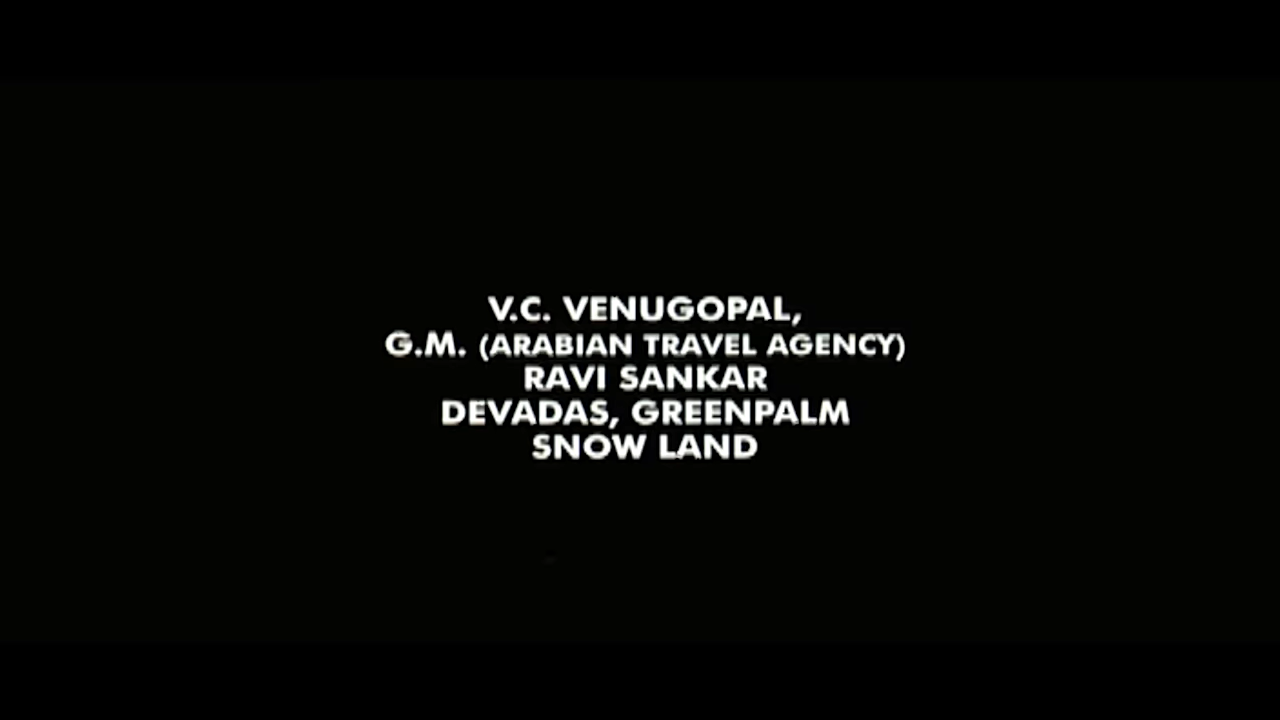 V.C. VENUGOPAL,
G.M. (ARABIAN TRAVEL AGENCY)
RAVI SANKAR
DEVADAS, GREENPALM
SNOW LAND